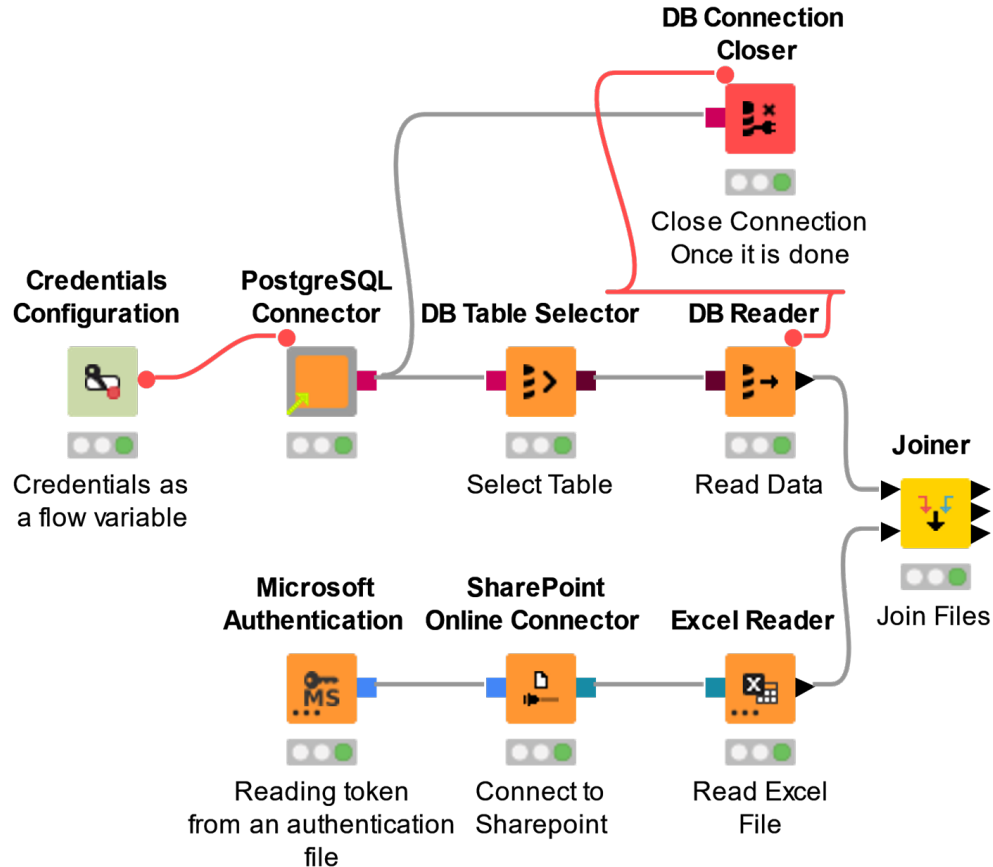 DB Connection
Closer
Close Connection
Once it is done
Credentials
Configuration
Credentials as
a flow variable
PostgreSQL
Connector
DB Table Selector
Select Table
DB Reader
Read Data
Joiner
Join Files
Microsoft
Authentication
MS
Reading token
from an authentication
file
SharePoint
Online Connector
Connect to
Sharepoint
Excel Reader
X
Read Excel
File